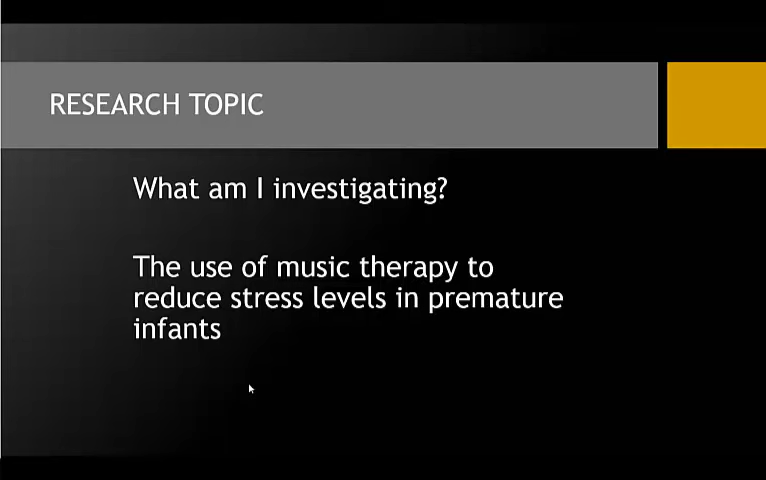 RESEARCH TOPIC
What am I investigating?
The use of music therapy to
reduce stress levels in premature
infants